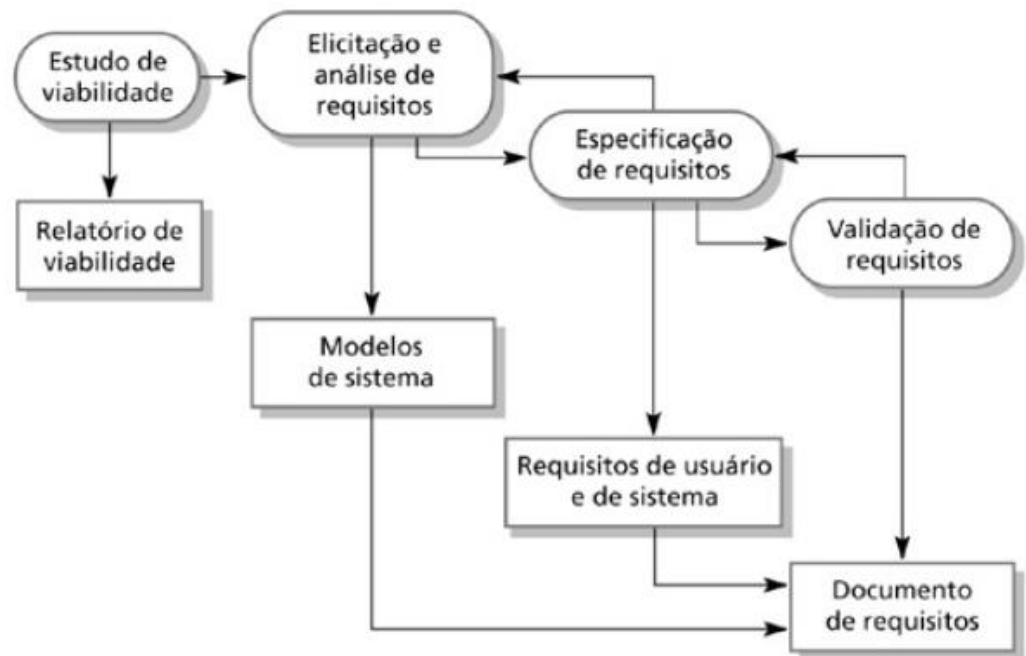 Estudo de
viabilidade
Elicitação e
análise de
requisitos
Especificação
de requisitos
Validação de
requisitos
Relatório de
viabilidade
Modelos
de sistema
Requisitos de usuário
e de sistema
Documento
de requisitos